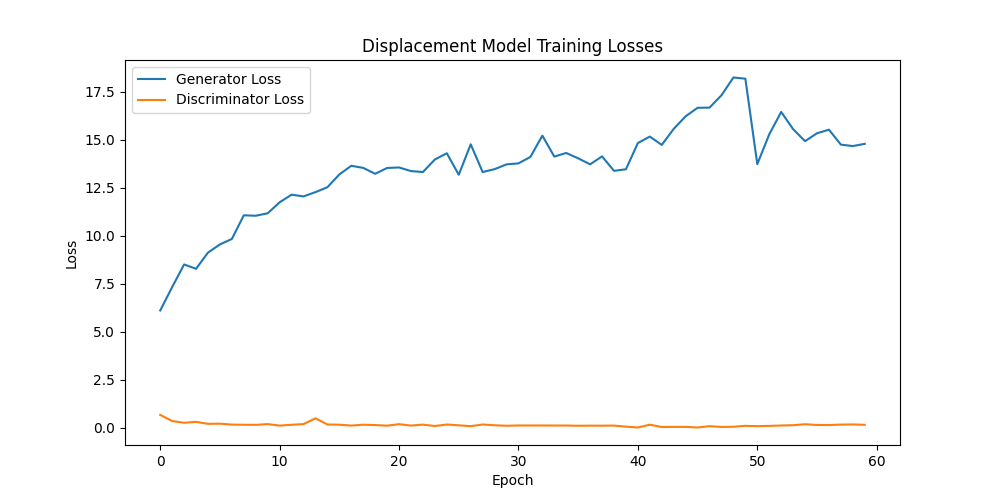 Displacement Model Training Losses
Generator Loss
Discriminator Loss
Loss
17.5
15.0
12.5
10.0
7.5
5.0
2.5
0.0
0 10 20 30 40 50 60
Epoch